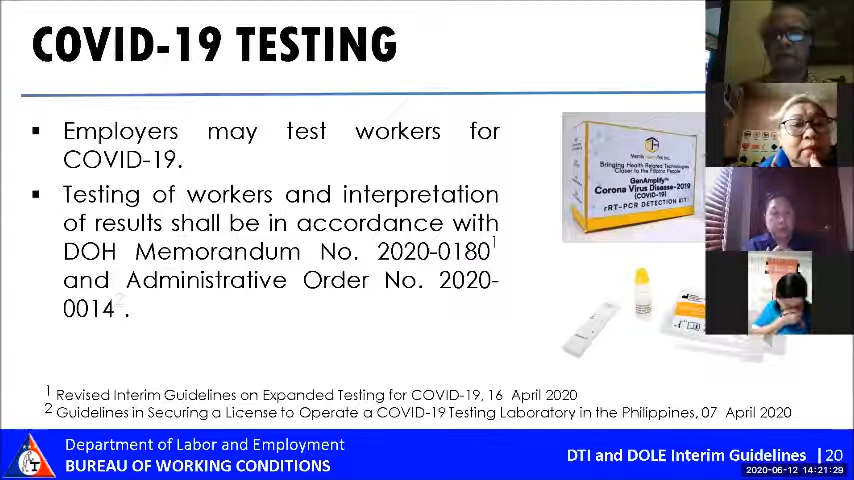 COVID-19 TESTING
▪ Employers may test workers for
COVID-19.
▪ Testing of workers and interpretation
of results shall be in accordance with
DOH Memorandum No. 2020-0180¹
and Administrative Order No. 2020-
0014².
Bringing Health Related Technologies
Closer to the Filipino People
GenAmplify™
Corona Virus Disease-2019
(COVID-19)
rRT-PCR DETECTION KIT
¹ Revised Interim Guidelines on Expanded Testing for COVID-19, 16 April 2020
² Guidelines in Securing a License to Operate a COVID-19 Testing Laboratory in the Philippines, 07 April 2020
Department of Labor and Employment
BUREAU OF WORKING CONDITIONS
DTI and DOLE Interim Guidelines | 20
2020-06-12 14:21:29